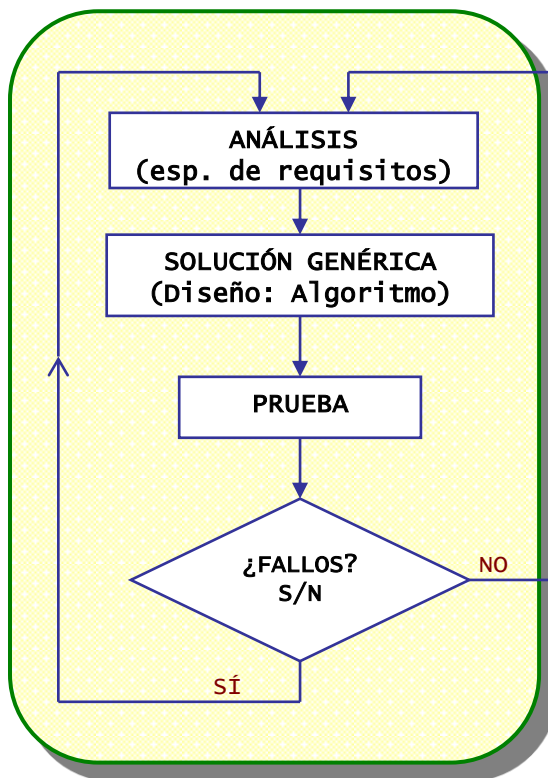 ANÁLISIS
(esp. de requisitos)
SOLUCIÓN GENÉRICA
(Diseño: Algoritmo)
PRUEBA
¿FALLOS?
S/N
NO
SÍ